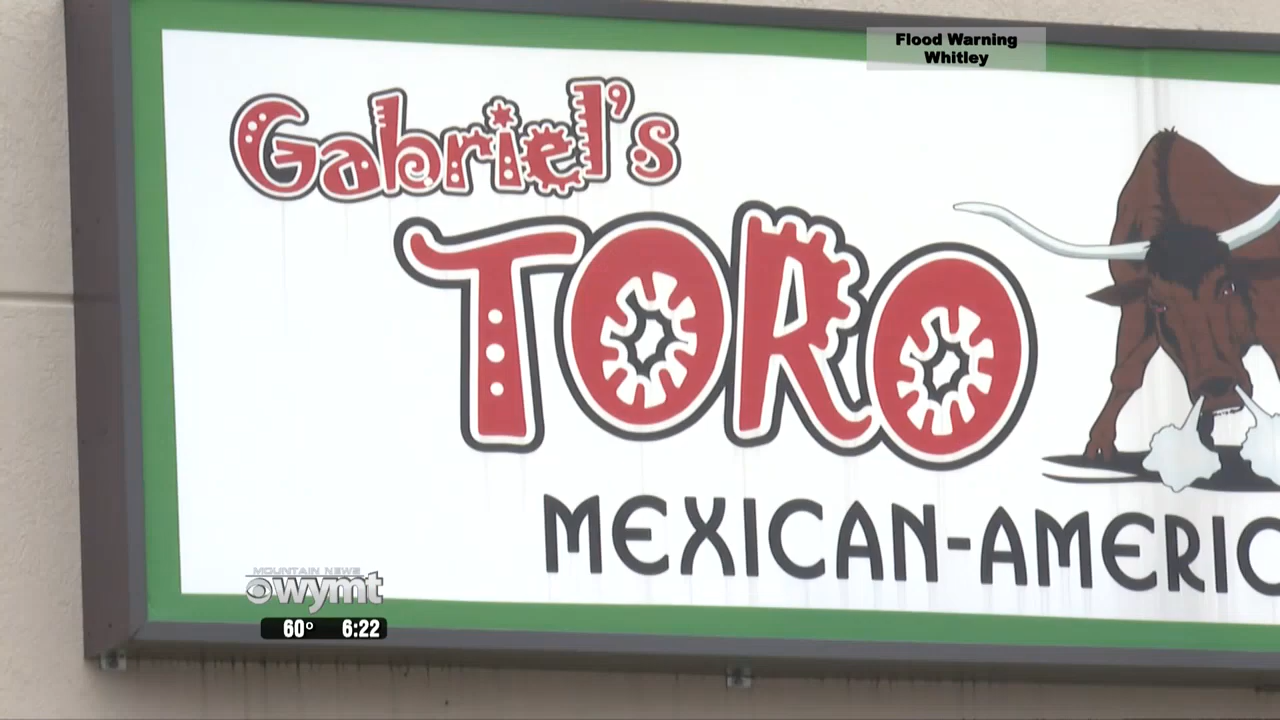 Flood Warning
Whitley
Gabriel's
TORO
MEXICAN-AMERIC
MOUNTAIN NEWS
wymt
60° 6:22